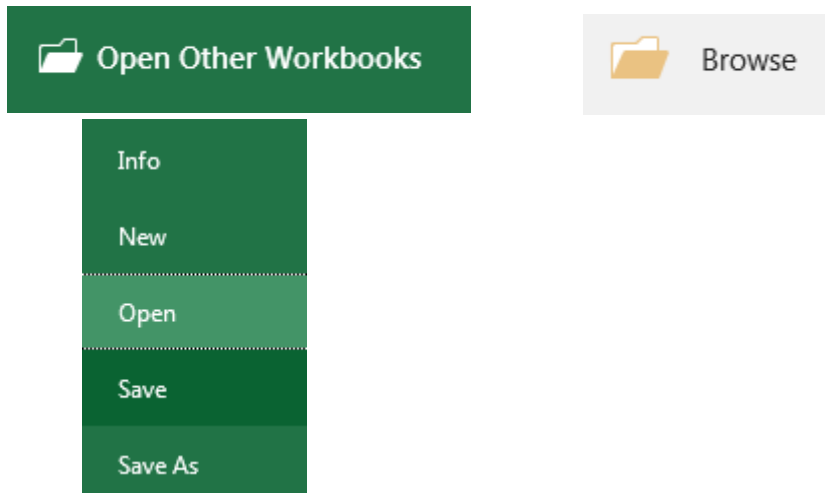 Open Other Workbooks
Browse
Info
New
Open
Save
Save As